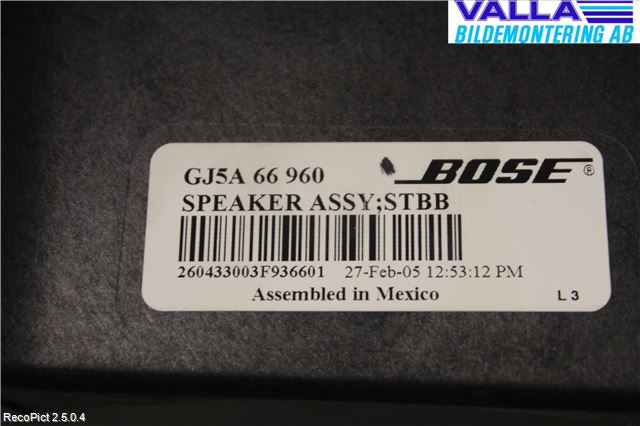 VALLA
BILDEMONTERING AB
GJ5A 66 960
BOSE®
SPEAKER ASSY;STBB
260433003F936601 27-Feb-05 12:53:12 PM
Assembled in Mexico
L 3
RecoPict 2.5.0.4